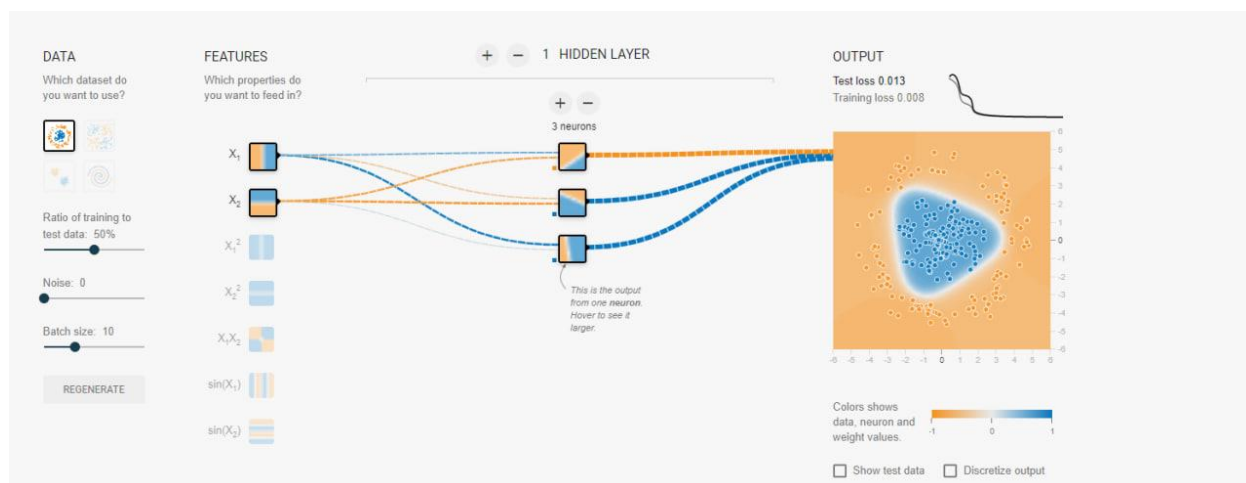 DATA
Which dataset do
you want to use?
Ratio of training to
test data: 50%
Noise: 0
Batch size: 10
REGENERATE
FEATURES
Which properties do
you want to feed in?
X₁
X₂
X₁²
X₂²
X₁X₂
sin(X₁)
sin(X₂)
+ − 1 HIDDEN LAYER
+ −
3 neurons
This is the output
from one neuron.
Hover to see it
larger.
OUTPUT
Test loss 0.013
Training loss 0.008
6
5
4
3
2
1
0
-1
-2
-3
-4
-5
-6
-6 -5 -4 -3 -2 -1 0 1 2 3 4 5 6
Colors shows
data, neuron and
weight values.
-1 0 1
Show test data Discretize output